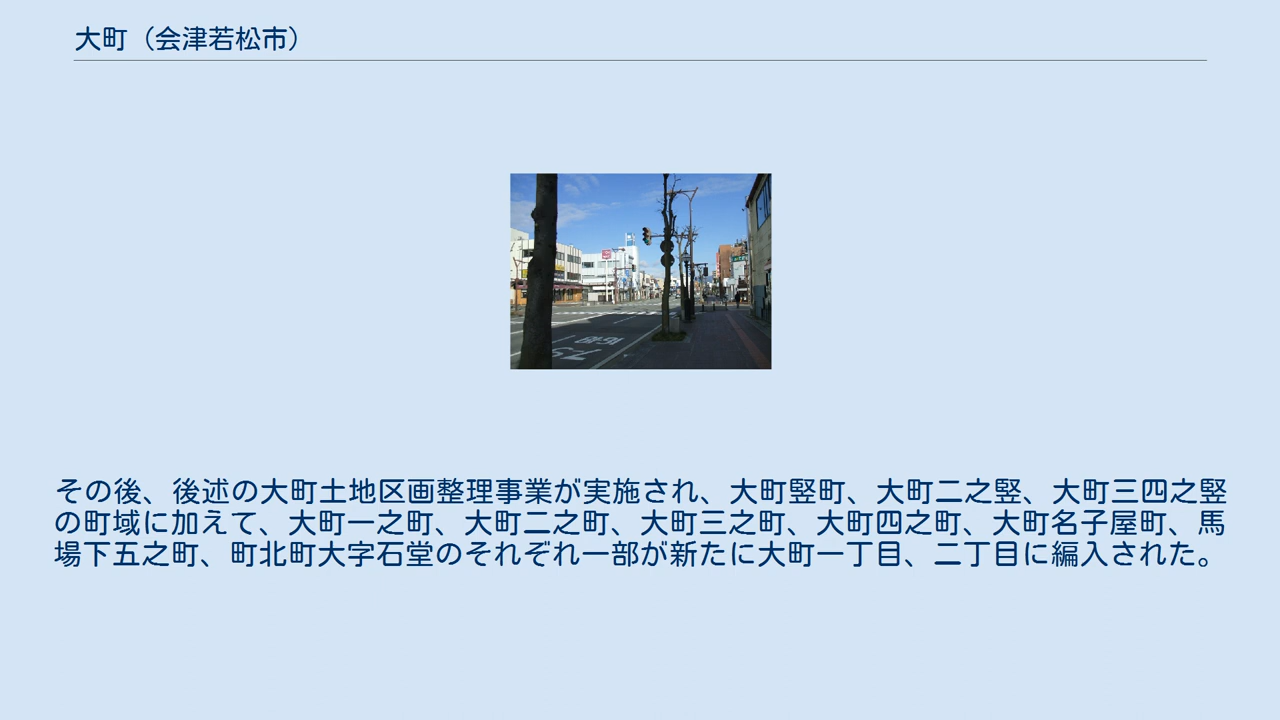 大町（会津若松市）
その後、後述の大町土地区画整理事業が実施され、大町竪町、大町二之竪、大町三四之竪
の町域に加えて、大町一之町、大町二之町、大町三之町、大町四之町、大町名子屋町、馬
場下五之町、町北町大字石堂のそれぞれ一部が新たに大町一丁目、二丁目に編入された。